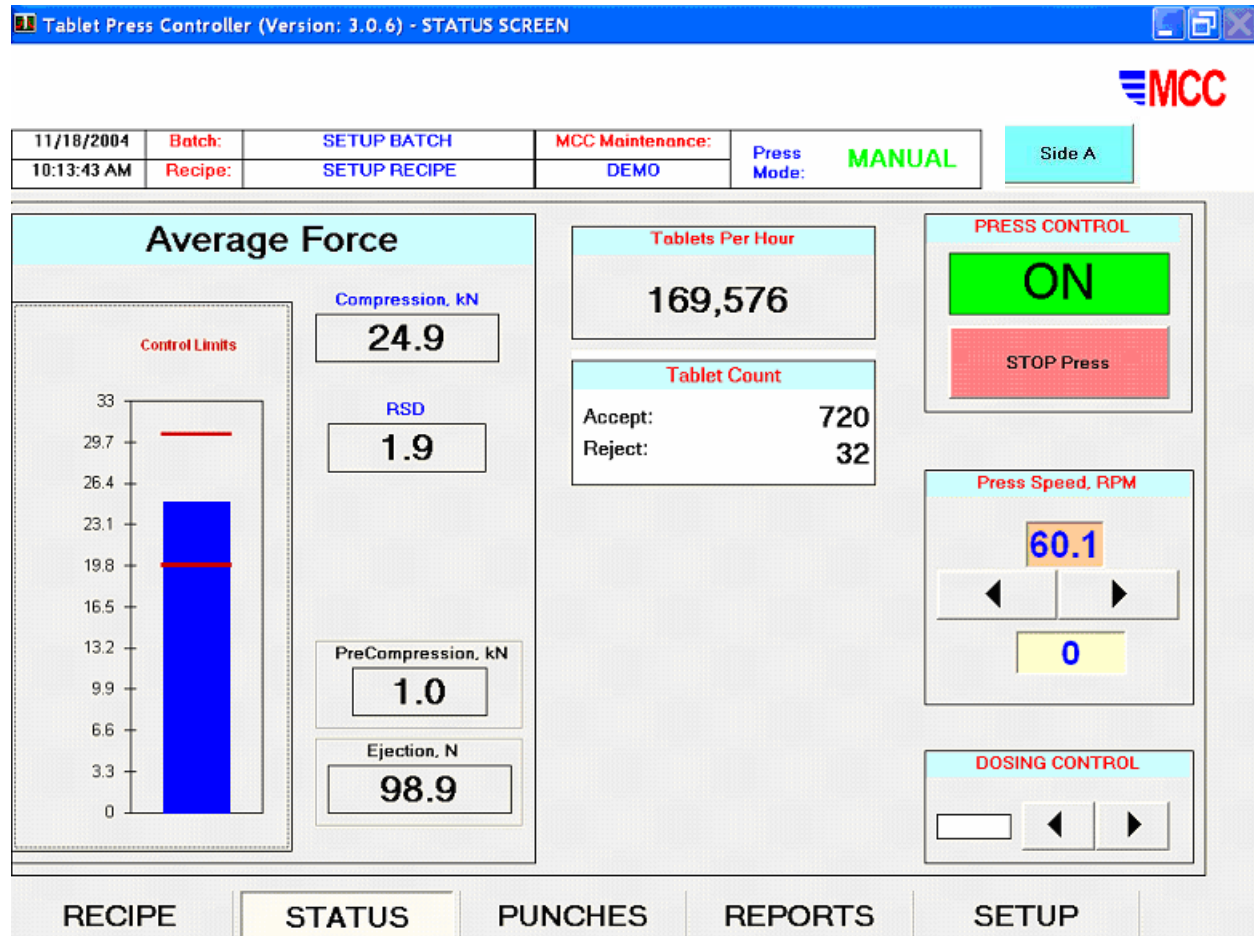 Tablet Press Controller (Version: 3.0.6) - STATUS SCREEN
MCC
11/18/2004 Batch: SETUP BATCH MCC Maintenance:
10:13:43 AM Recipe: SETUP RECIPE DEMO
Press Mode: MANUAL
Side A
Average Force
Control Limits
33
29.7
26.4
23.1
19.8
16.5
13.2
9.9
6.6
3.3
0
Compression, kN
24.9
RSD
1.9
PreCompression, kN
1.0
Ejection, N
98.9
Tablets Per Hour
169,576
Tablet Count
Accept: 720
Reject: 32
PRESS CONTROL
ON
STOP Press
Press Speed, RPM
60.1
0
DOSING CONTROL
RECIPE STATUS PUNCHES REPORTS SETUP